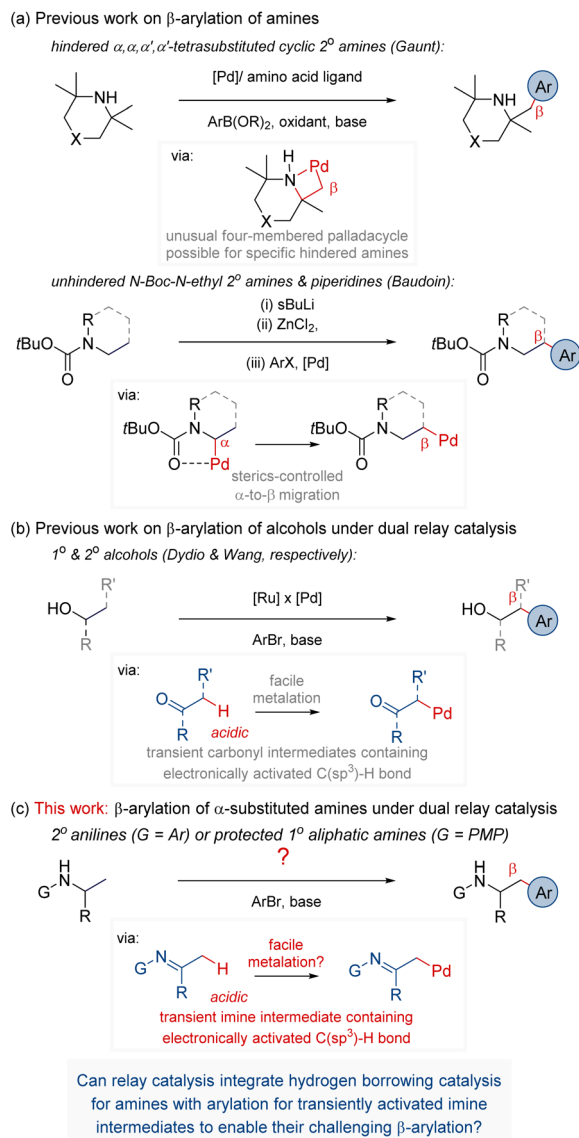 (a) Previous work on β-arylation of amines
hindered α,α,α',α'-tetrasubstituted cyclic 2° amines (Gaunt):
NH
X
[Pd]/ amino acid ligand
ArB(OR)₂, oxidant, base
NH
Ar
β
X
via:
H
N
Pd
β
X
unusual four-membered palladacycle
possible for specific hindered amines
unhindered N-Boc-N-ethyl 2° amines & piperidines (Baudoin):
R
tBuO
N
O
(i) sBuLi
(ii) ZnCl₂,
(iii) ArX, [Pd]
R
tBuO
N
O
β
Ar
via:
R
tBuO
N
α
O
Pd
R
tBuO
N
O
β
Pd
sterics-controlled
α-to-β migration
(b) Previous work on β-arylation of alcohols under dual relay catalysis
1° & 2° alcohols (Dydio & Wang, respectively):
R'
HO
R
[Ru] x [Pd]
ArBr, base
R'
β
HO
Ar
R
via:
R'
O
H
R
acidic
facile
metalation
R'
O
Pd
R
transient carbonyl intermediates containing
electronically activated C(sp³)-H bond
(c) This work: β-arylation of α-substituted amines under dual relay catalysis
2° anilines (G = Ar) or protected 1° aliphatic amines (G = PMP)
H
G
N
R
?
ArBr, base
H
G
N
β
Ar
R
via:
G
N
H
R
acidic
facile
metalation?
G
N
Pd
R
transient imine intermediate containing
electronically activated C(sp³)-H bond
Can relay catalysis integrate hydrogen borrowing catalysis
for amines with arylation for transiently activated imine
intermediates to enable their challenging β-arylation?